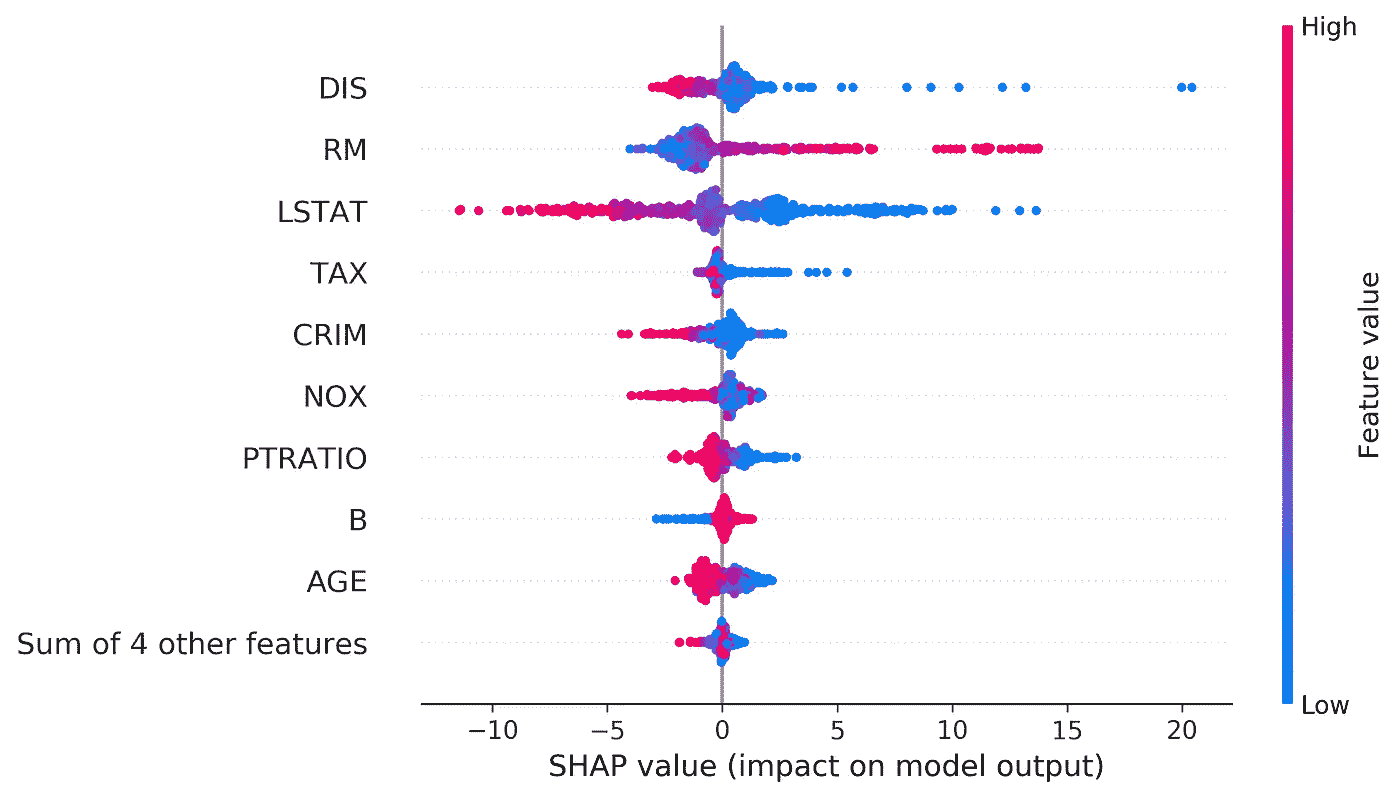 High
DIS
RM
LSTAT
TAX
CRIM
NOX
PTRATIO
B
AGE
Sum of 4 other features
Feature value
Low
−10 −5 0 5 10 15 20
SHAP value (impact on model output)